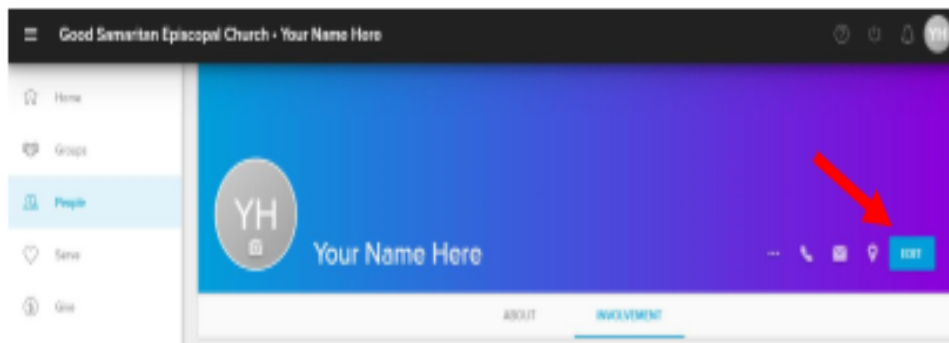 Good Samaritan Episcopal Church • Your Name Here
YH
Home
Groups
People
Serve
Give
YH
Your Name Here
EDIT
ABOUT
INVOLVEMENT